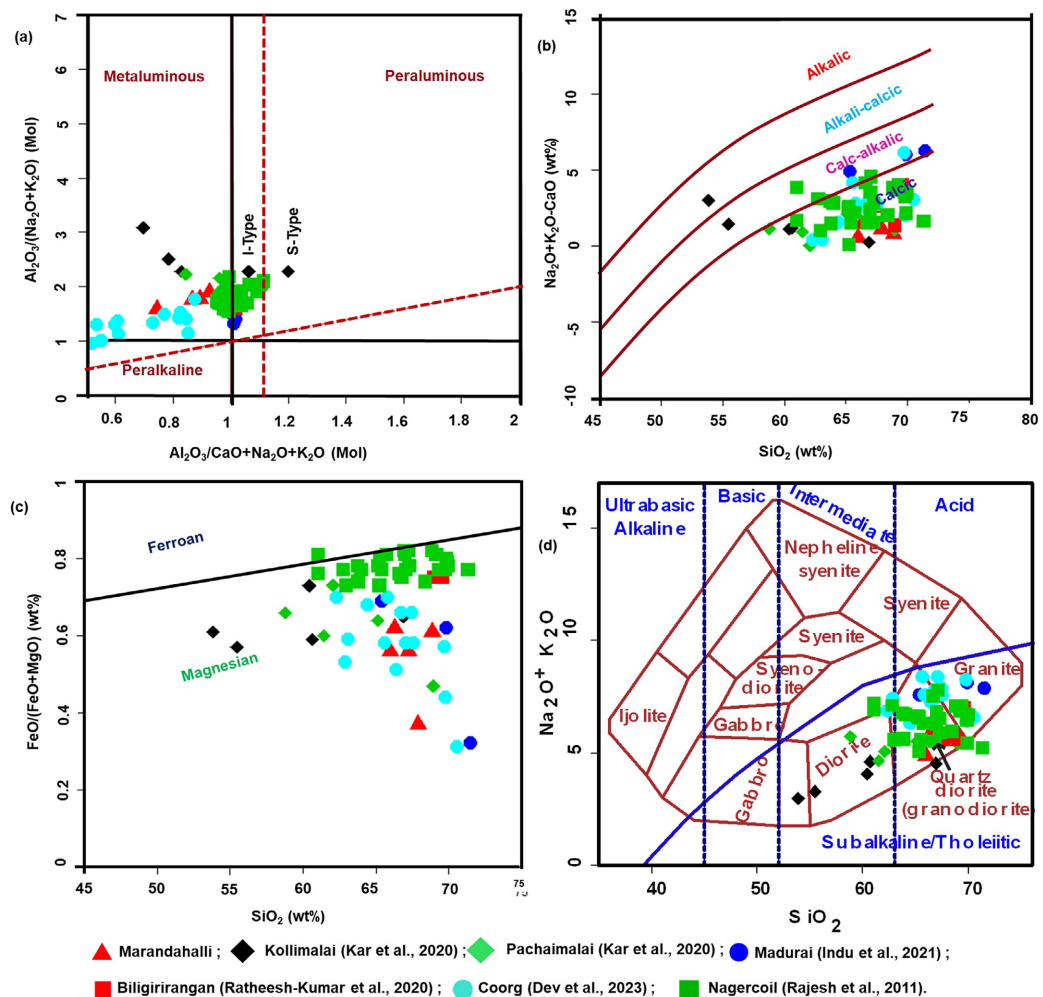 (a)
7
6
5
4
3
2
1
0
Al₂O₃/(Na₂O+K₂O) (Mol)
Metaluminous
Peraluminous
I-Type
S-Type
Peralkaline
0.6
0.8
1
1.2
1.4
1.6
1.8
2
Al₂O₃/CaO+Na₂O+K₂O (Mol)
(b)
15
10
5
0
-5
-10
Na₂O+K₂O-CaO (wt%)
Alkalic
Alkali-calcic
Calc-alkalic
Calcic
45
50
55
60
65
70
75
80
SiO₂ (wt%)
(c)
1
0.8
0.6
0.4
0.2
0
FeO/(FeO+MgO) (wt%)
Ferroan
Magnesian
45
50
55
60
65
70
75
SiO₂ (wt%)
(d)
15
10
5
0
Na₂O+ K₂O
Ultrabasic
Alkaline
Basic
Intermediate
Acid
Nepheline
syenite
Syenite
Syenite
Syeno-
diorite
Granite
Ijolite
Gabbro
Gabbro
Diorite
Quartz
diorite
(granodiorite)
Subalkaline/Tholeiitic
40
50
60
70
SiO₂
Marandahalli ; Kollimalai (Kar et al., 2020) ; Pachaimalai (Kar et al., 2020) ; Madurai (Indu et al., 2021) ;
Biligirirangan (Ratheesh-Kumar et al., 2020) ; Coorg (Dev et al., 2023) ; Nagercoil (Rajesh et al., 2011).